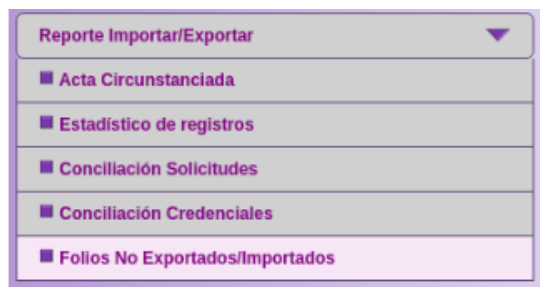 Reporte Importar/Exportar
Acta Circunstanciada
Estadístico de registros
Conciliación Solicitudes
Conciliación Credenciales
Folios No Exportados/Importados